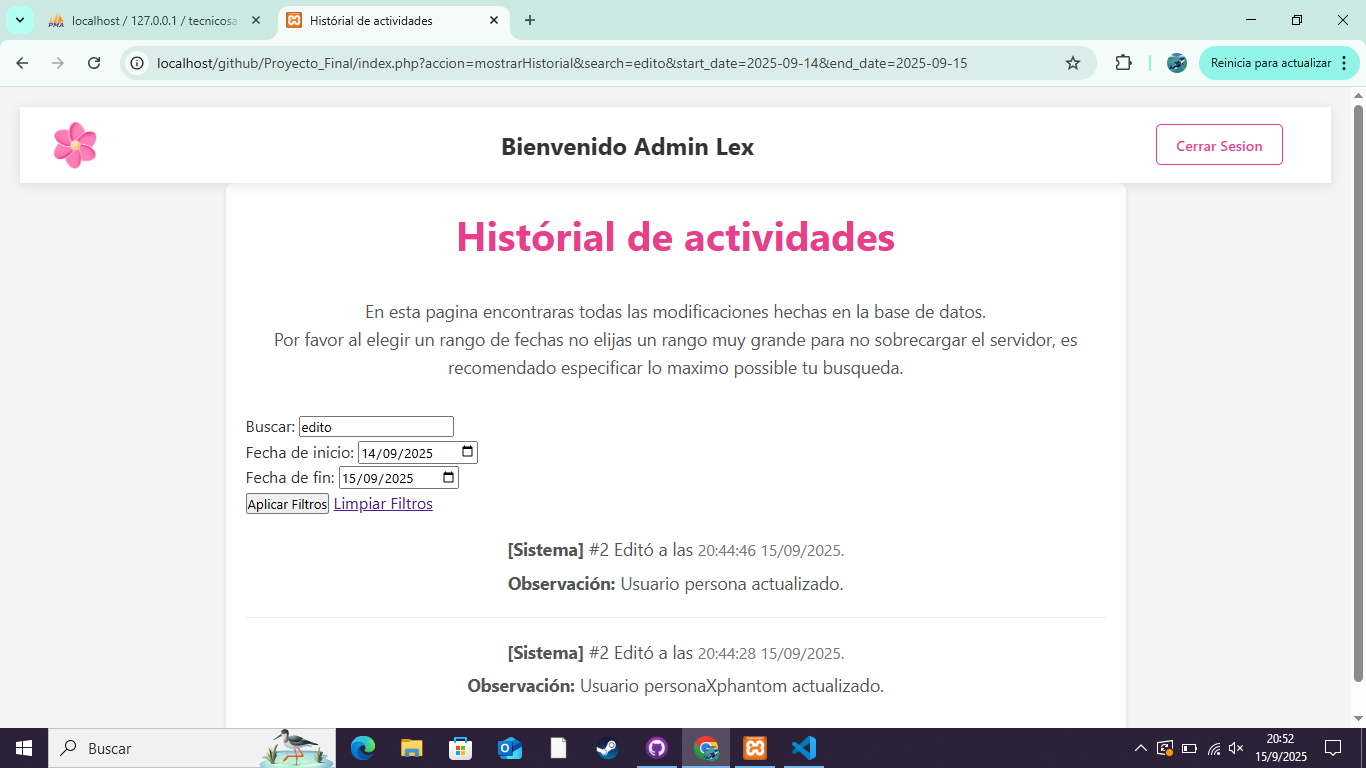 localhost / 127.0.0.1 / tecnicosa
Histórial de actividades
localhost/github/Proyecto_Final/index.php?accion=mostrarHistorial&search=edito&start_date=2025-09-14&end_date=2025-09-15
Reinicia para actualizar
Bienvenido Admin Lex
Cerrar Sesion
Histórial de actividades
En esta pagina encontraras todas las modificaciones hechas en la base de datos.
Por favor al elegir un rango de fechas no elijas un rango muy grande para no sobrecargar el servidor, es
recomendado especificar lo maximo possible tu busqueda.
Buscar: edito
Fecha de inicio: 14/09/2025
Fecha de fin: 15/09/2025
Aplicar Filtros Limpiar Filtros
[Sistema] #2 Editó a las 20:44:46 15/09/2025.
Observación: Usuario persona actualizado.
[Sistema] #2 Editó a las 20:44:28 15/09/2025.
Observación: Usuario personaXphantom actualizado.
Buscar
20:52
15/9/2025